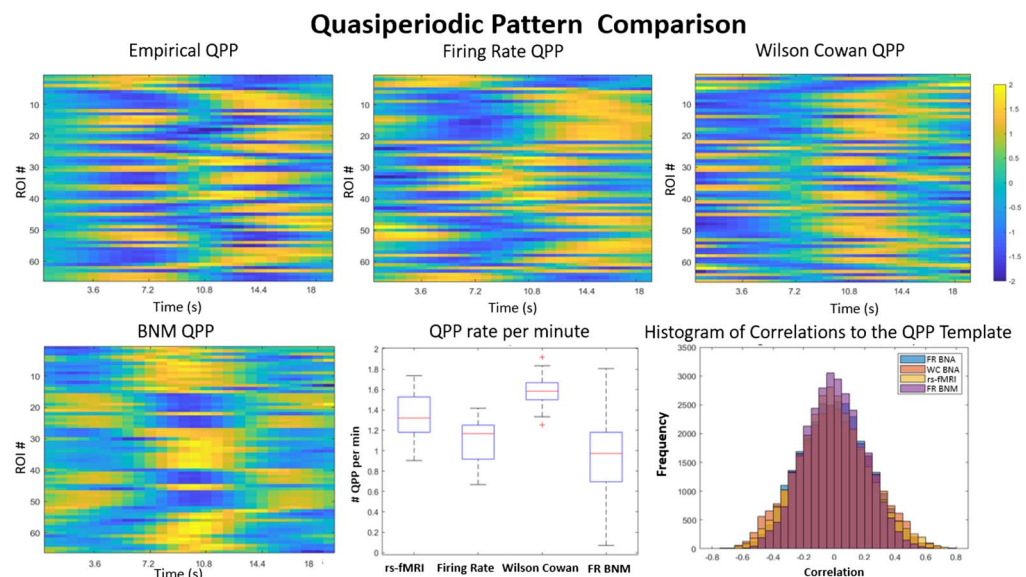 Quasiperiodic Pattern Comparison
Empirical QPP
Firing Rate QPP
Wilson Cowan QPP
ROI #
10
20
30
40
50
60
3.6 7.2 10.8 14.4 18
Time (s)
ROI #
10
20
30
40
50
60
3.6 7.2 10.8 14.4 18
Time (s)
ROI #
10
20
30
40
50
60
3.6 7.2 10.8 14.4 18
Time (s)
2
1.5
1
0.5
0
-0.5
-1
-1.5
-2
BNM QPP
ROI #
10
20
30
40
50
60
3.6 7.2 10.8 14.4 18
Time (s)
QPP rate per minute
# QPP per min
2
1.8
1.6
1.4
1.2
1
0.8
0.6
0.4
0.2
0
rs-fMRI Firing Rate Wilson Cowan FR BNM
Histogram of Correlations to the QPP Template
Frequency
3500
3000
2500
2000
1500
1000
500
0
FR BNA
WC BNA
rs-fMRI
FR BNM
-0.8 -0.6 -0.4 -0.2 0 0.2 0.4 0.6 0.8
Correlation